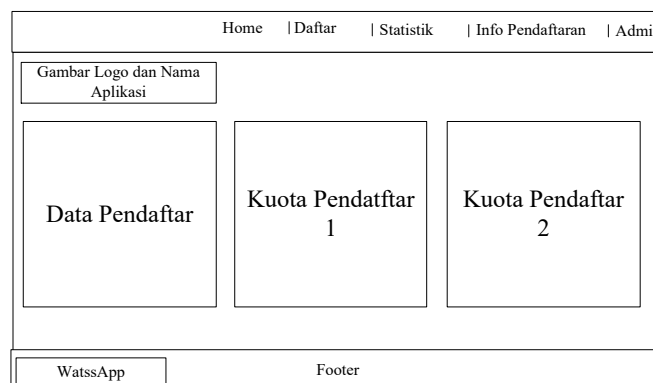 Home | Daftar | Statistik | Info Pendaftaran | Admi
Gambar Logo dan Nama
Aplikasi
Data Pendaftar
Kuota Pendatftar
1
Kuota Pendaftar
2
WatssApp
Footer